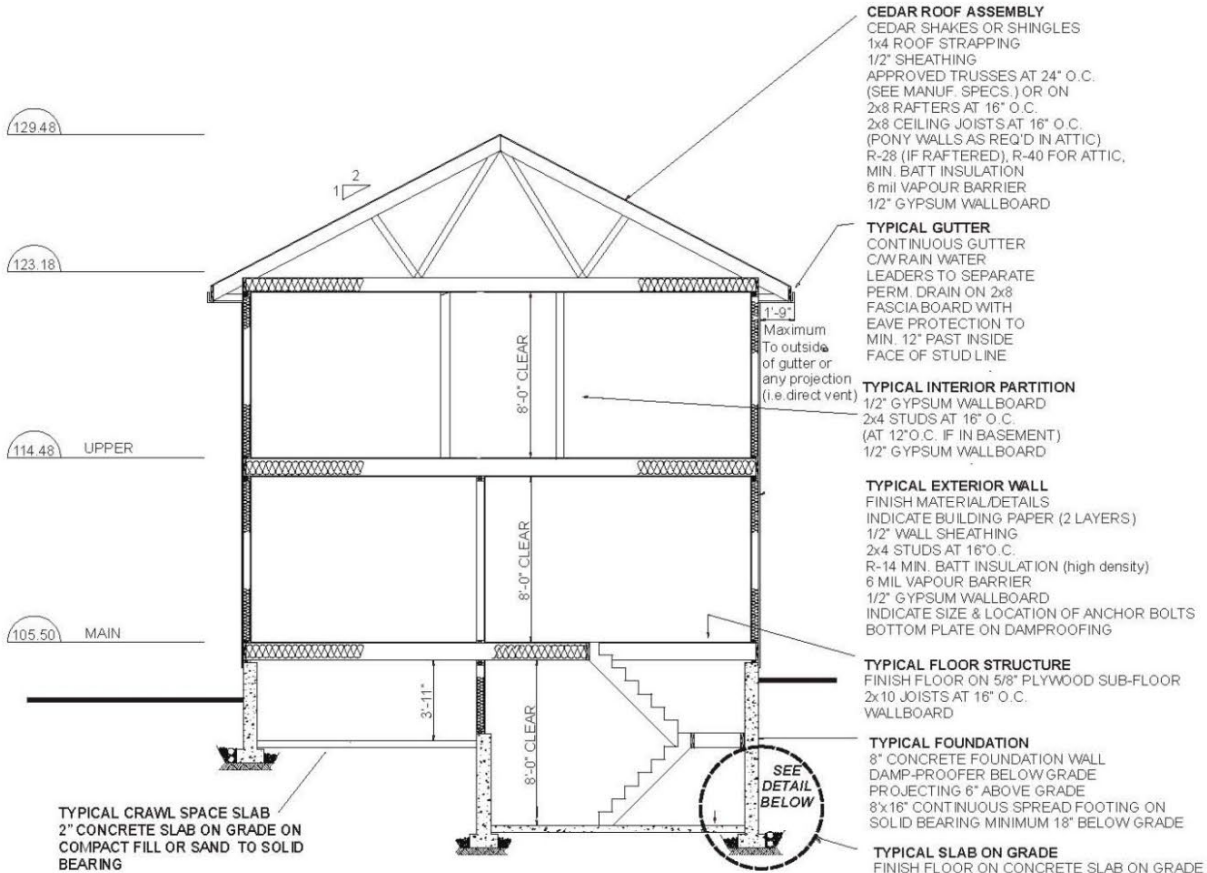 CEDAR ROOF ASSEMBLY
CEDAR SHAKES OR SHINGLES
1x4 ROOF STRAPPING
1/2" SHEATHING
APPROVED TRUSSES AT 24" O.C.
(SEE MANUF. SPECS.) OR ON
2x8 RAFTERS AT 16" O.C.
2x8 CEILING JOISTS AT 16" O.C.
(PONY WALLS AS REQ'D IN ATTIC)
R-28 (IF RAFTERED), R-40 FOR ATTIC,
MIN. BATT INSULATION
6 mil VAPOUR BARRIER
1/2" GYPSUM WALLBOARD
129.48
2
1
123.18
TYPICAL GUTTER
CONTINUOUS GUTTER
C/W RAIN WATER
LEADERS TO SEPARATE
PERM. DRAIN ON 2x8
FASCIABOARD WITH
EAVE PROTECTION TO
MIN. 12" PAST INSIDE
FACE OF STUD LINE
1'-9"
Maximum
To outside
of gutter or
any projection
(i.e.direct vent)
8'-0" CLEAR
TYPICAL INTERIOR PARTITION
1/2" GYPSUM WALLBOARD
2x4 STUDS AT 16" O.C.
(AT 12"O.C. IF IN BASEMENT)
1/2" GYPSUM WALLBOARD
114.48 UPPER
TYPICAL EXTERIOR WALL
FINISH MATERIAL/DETAILS
INDICATE BUILDING PAPER (2 LAYERS)
1/2" WALL SHEATHING
2x4 STUDS AT 16"O.C.
R-14 MIN. BATT INSULATION (high density)
6 MIL VAPOUR BARRIER
1/2" GYPSUM WALLBOARD
INDICATE SIZE & LOCATION OF ANCHOR BOLTS
BOTTOM PLATE ON DAMPROOFING
8'-0" CLEAR
105.50 MAIN
TYPICAL FLOOR STRUCTURE
FINISH FLOOR ON 5/8" PLYWOOD SUB-FLOOR
2x10 JOISTS AT 16" O.C.
WALLBOARD
3'-11"
8'-0" CLEAR
TYPICAL FOUNDATION
8" CONCRETE FOUNDATION WALL
DAMP-PROOFER BELOW GRADE
PROJECTING 6" ABOVE GRADE
8'x16" CONTINUOUS SPREAD FOOTING ON
SOLID BEARING MINIMUM 18" BELOW GRADE
SEE
DETAIL
BELOW
TYPICAL CRAWL SPACE SLAB
2" CONCRETE SLAB ON GRADE ON
COMPACT FILL OR SAND TO SOLID
BEARING
TYPICAL SLAB ON GRADE
FINISH FLOOR ON CONCRETE SLAB ON GRADE